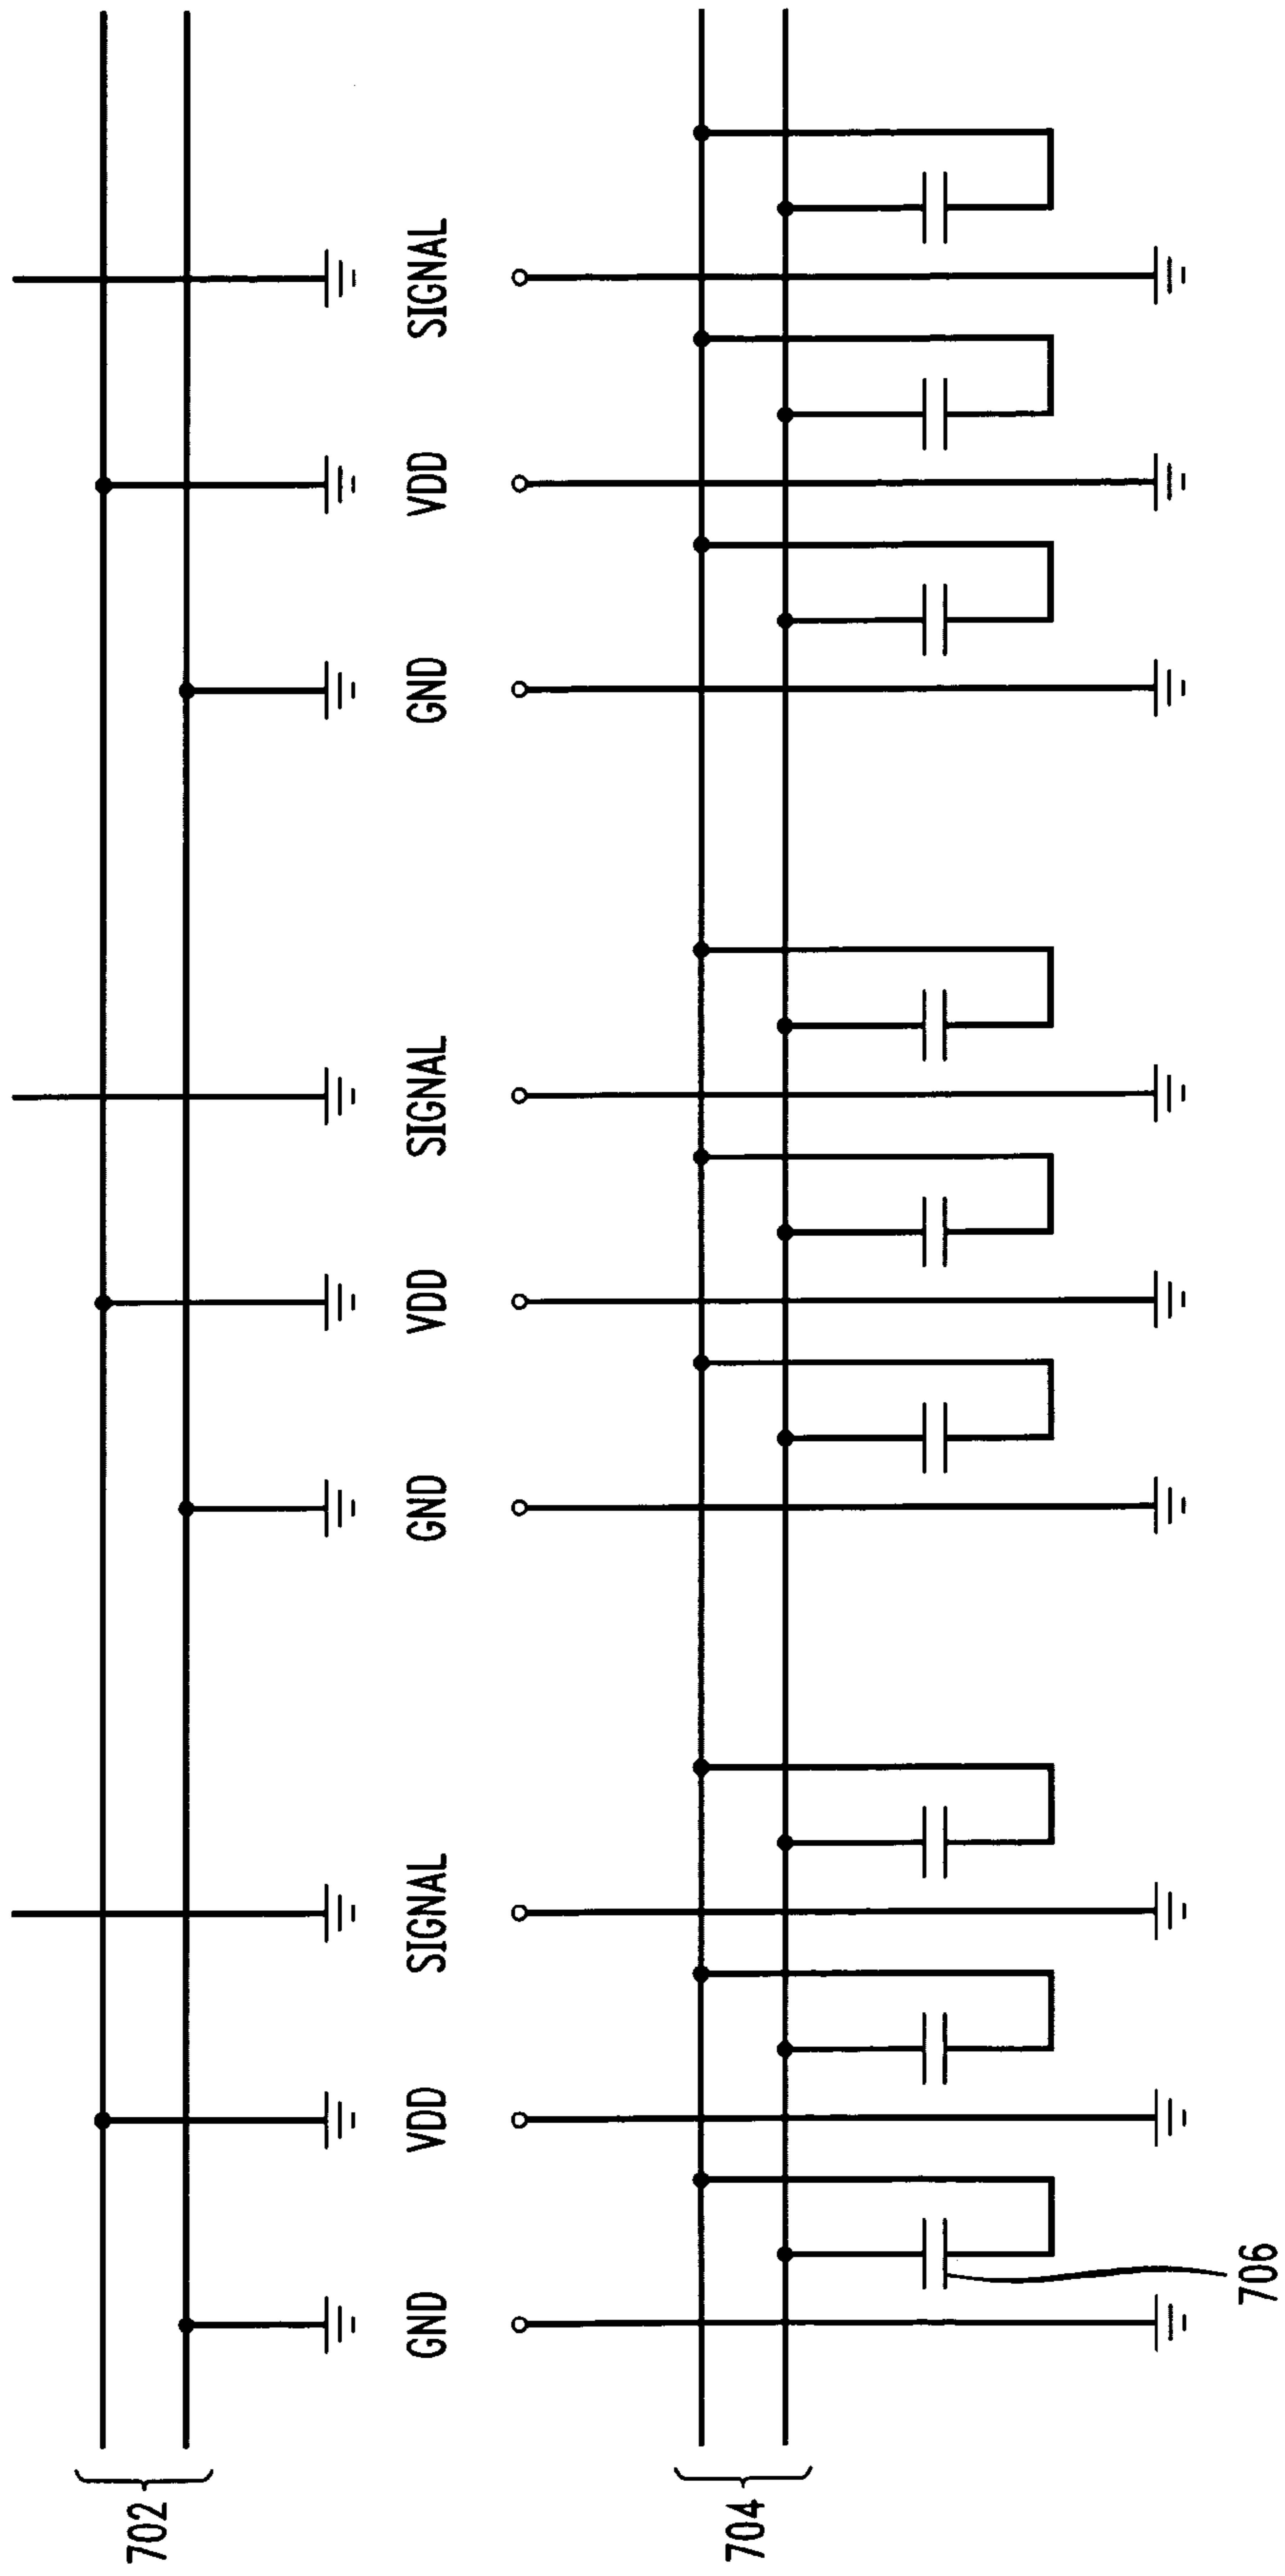 702
GND
VDD
SIGNAL
GND
VDD
SIGNAL
GND
VDD
SIGNAL
704
706